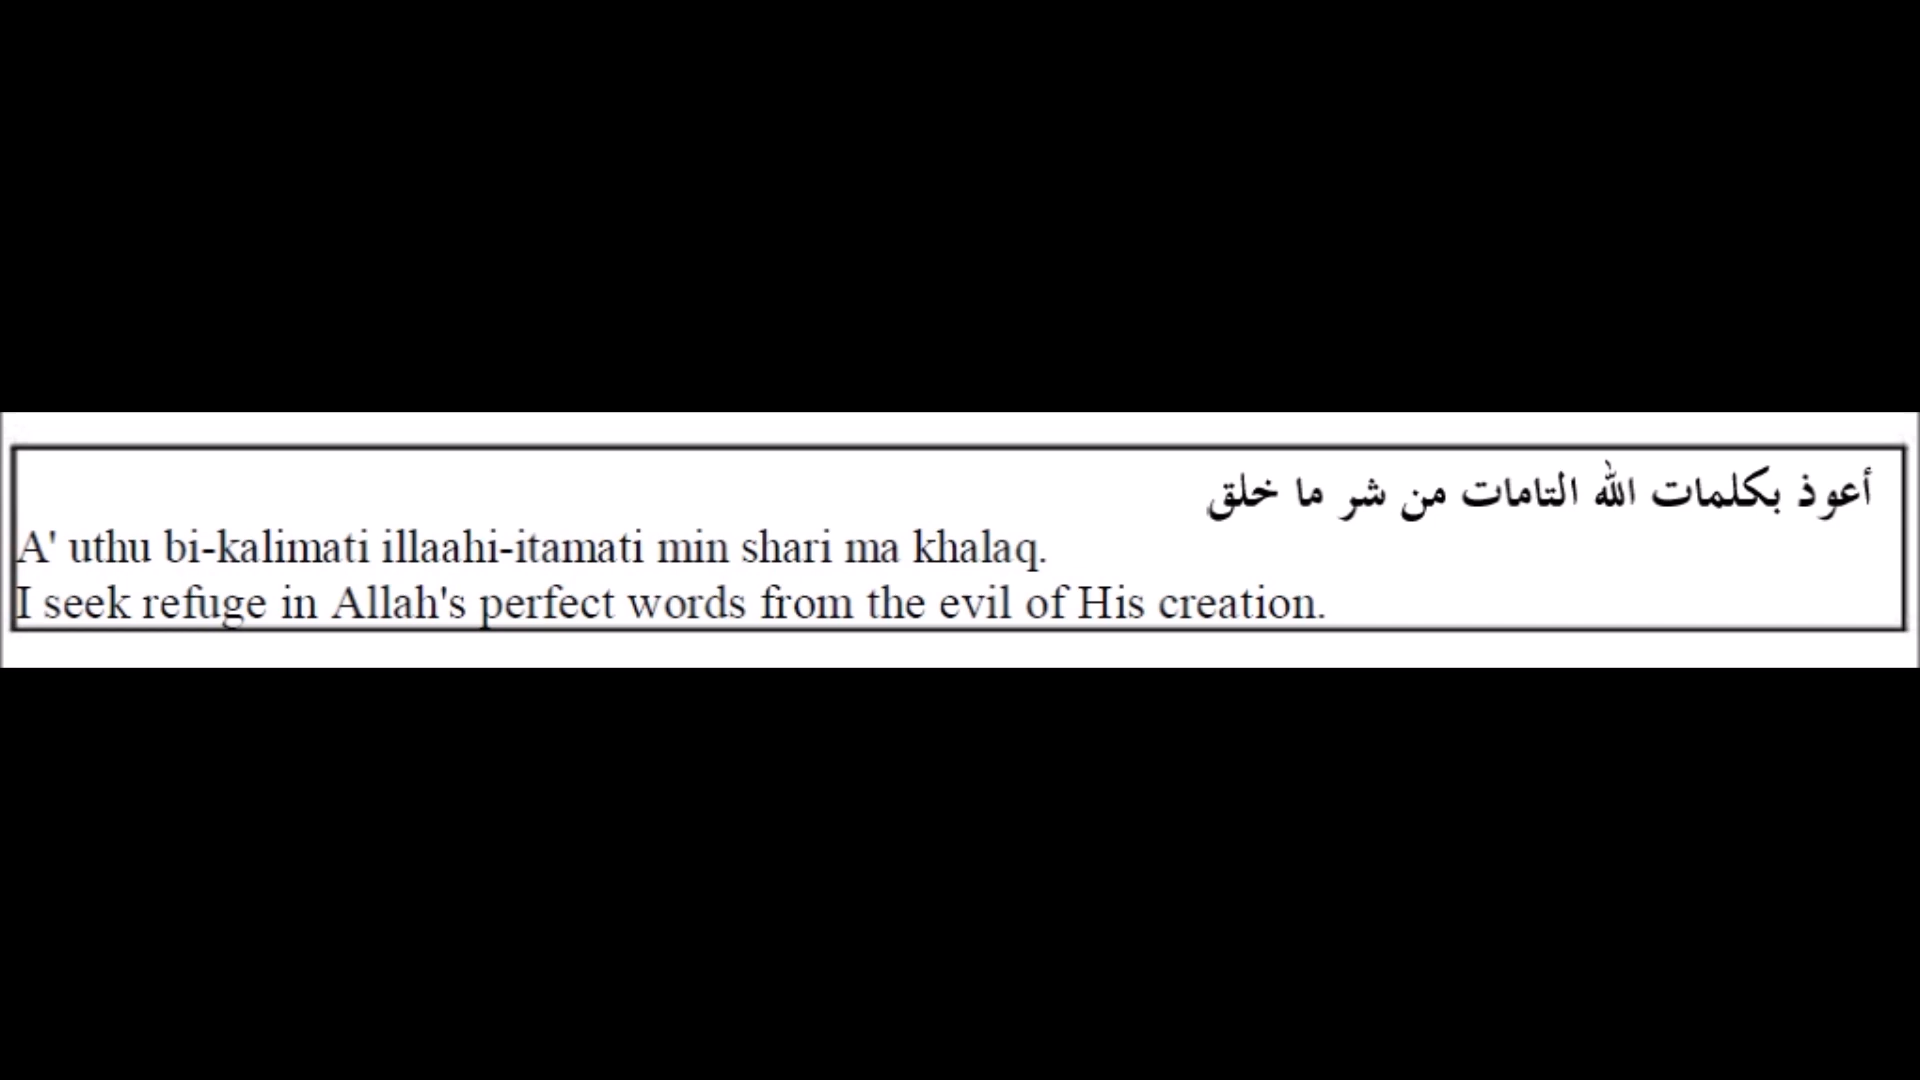 أعوذ بكلمات الله التامات من شر ما خلق
A' uthu bi-kalimati illaahi-itamati min shari ma khalaq.
I seek refuge in Allah's perfect words from the evil of His creation.